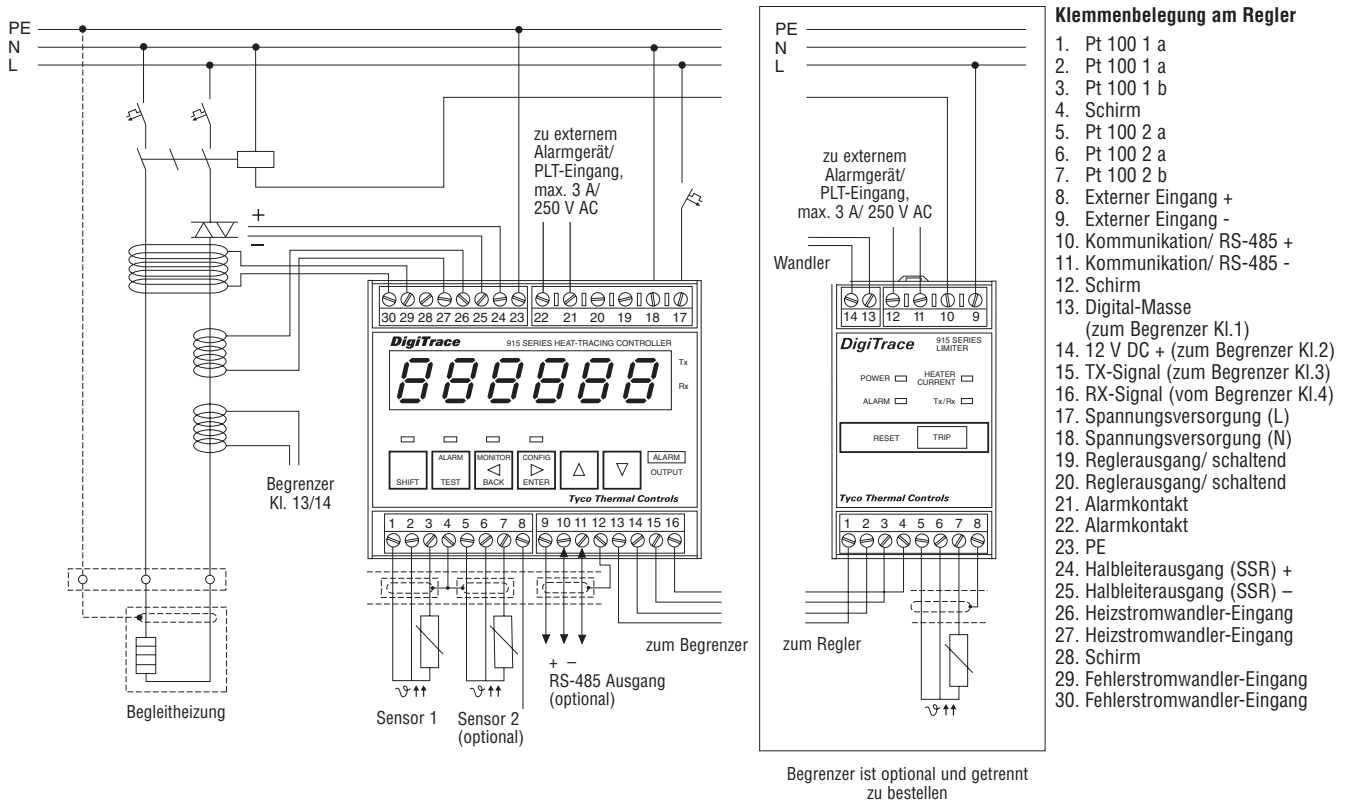 PE
N
L
+
−
zu externem
Alarmgerät/
PLT-Eingang,
max. 3 A/
250 V AC
30 29 28 27 26 25 24 23 22 21 20 19 18 17
DigiTrace 915 SERIES HEAT-TRACING CONTROLLER
888888
Tx
Rx
SHIFT
ALARM
TEST
MONITOR
BACK
CONFIG
ENTER
ALARM
OUTPUT
Tyco Thermal Controls
1 2 3 4 5 6 7 8 9 10 11 12 13 14 15 16
Begrenzer
Kl. 13/14
Begleitheizung
ϑ
Sensor 1
ϑ
Sensor 2
(optional)
+ −
RS-485 Ausgang
(optional)
zum Begrenzer
PE
N
L
zu externem
Alarmgerät/
PLT-Eingang,
max. 3 A/ 250 V AC
Wandler
14 13 12 11 10 9
DigiTrace 915 SERIES
LIMITER
POWER
HEATER
CURRENT
ALARM
Tx/Rx
RESET
TRIP
Tyco Thermal Controls
1 2 3 4 5 6 7 8
zum Regler
ϑ
Begrenzer ist optional und getrennt
zu bestellen
Klemmenbelegung am Regler
1. Pt 100 1 a
2. Pt 100 1 a
3. Pt 100 1 b
4. Schirm
5. Pt 100 2 a
6. Pt 100 2 a
7. Pt 100 2 b
8. Externer Eingang +
9. Externer Eingang -
10. Kommunikation/ RS-485 +
11. Kommunikation/ RS-485 -
12. Schirm
13. Digital-Masse
(zum Begrenzer Kl.1)
14. 12 V DC + (zum Begrenzer Kl.2)
15. TX-Signal (zum Begrenzer Kl.3)
16. RX-Signal (vom Begrenzer Kl.4)
17. Spannungsversorgung (L)
18. Spannungsversorgung (N)
19. Reglerausgang/ schaltend
20. Reglerausgang/ schaltend
21. Alarmkontakt
22. Alarmkontakt
23. PE
24. Halbleiterausgang (SSR) +
25. Halbleiterausgang (SSR) –
26. Heizstromwandler-Eingang
27. Heizstromwandler-Eingang
28. Schirm
29. Fehlerstromwandler-Eingang
30. Fehlerstromwandler-Eingang